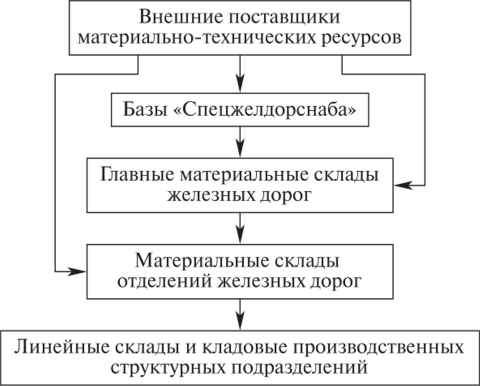 Внешние поставщики
материально-технических ресурсов
Базы «Спецжелдорснаба»
Главные материальные склады
железных дорог
Материальные склады
отделений железных дорог
Линейные склады и кладовые производственных
структурных подразделений